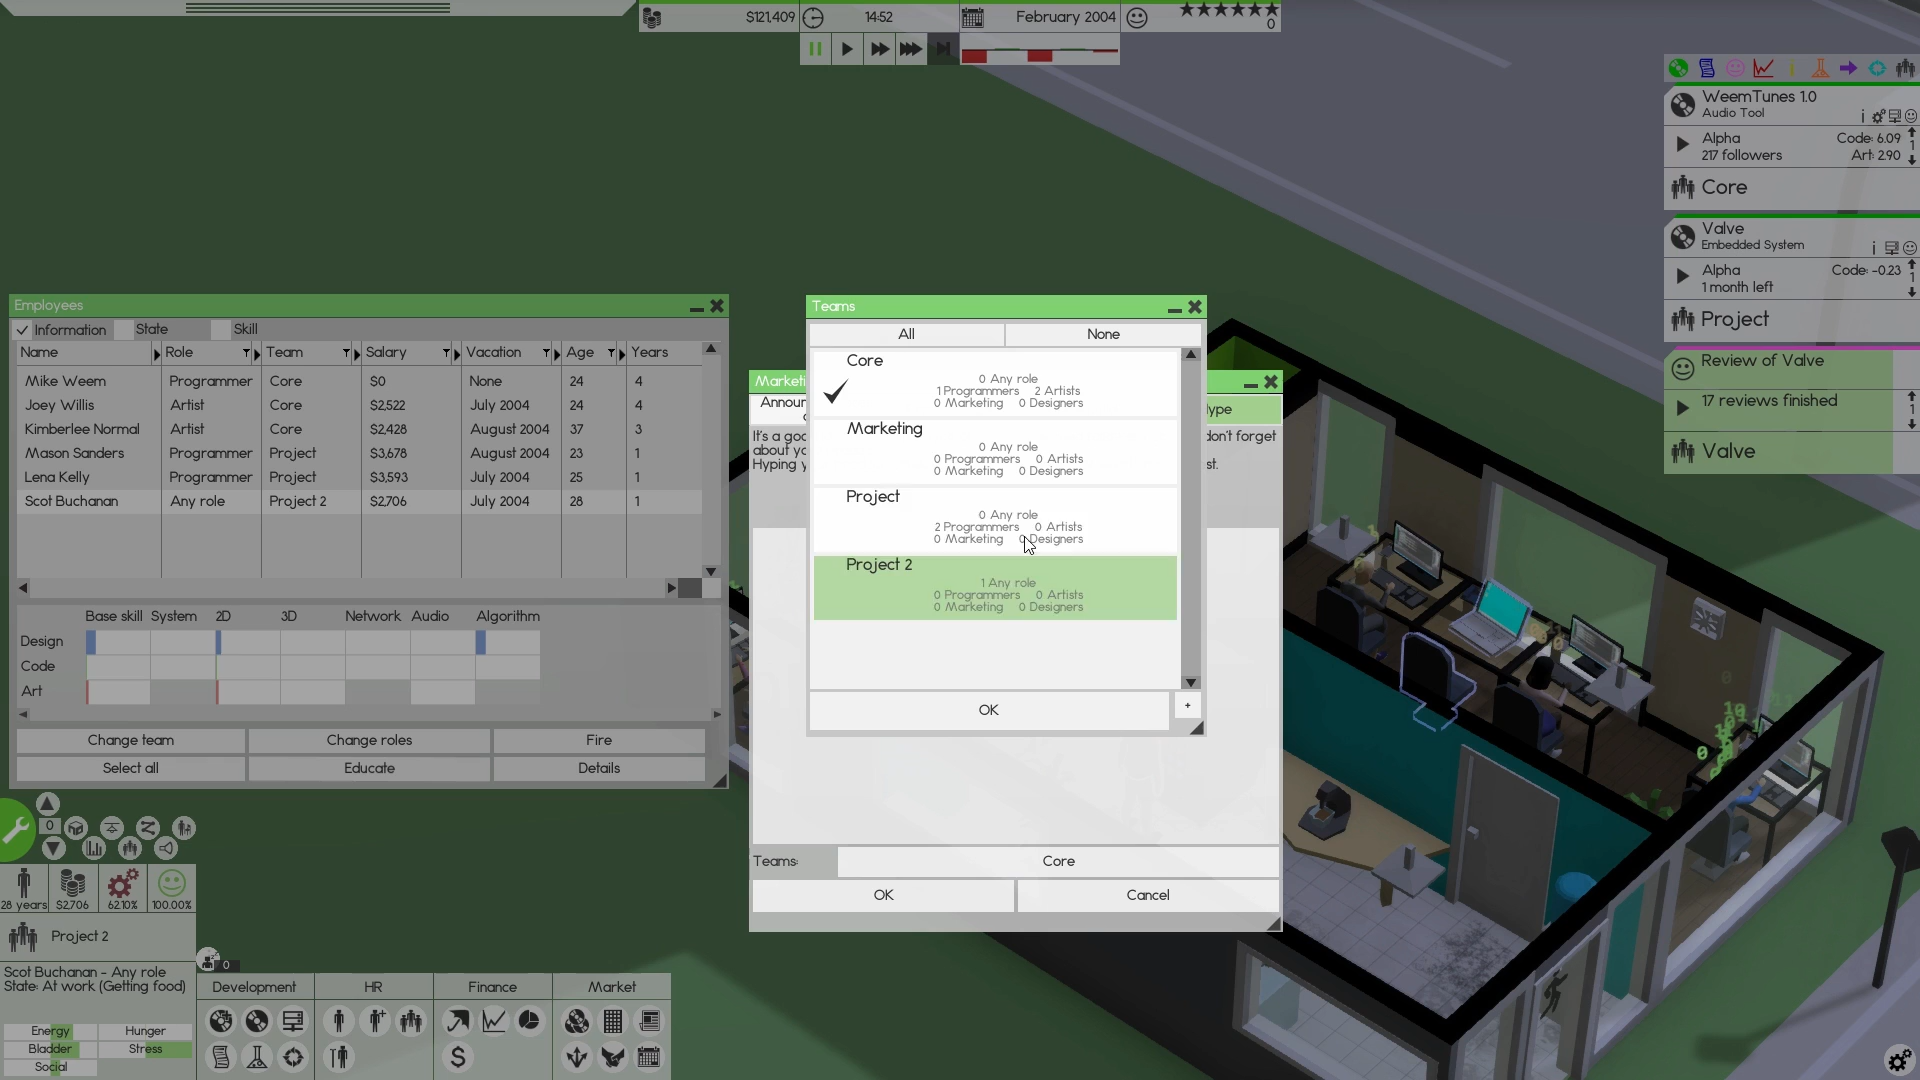 $121,409
14:52
February 2004
0
WeemTunes 1.0
Audio Tool
Alpha
Code: 6.09
217 followers
Art: 2.90
1
Core
Valve
Embedded System
Alpha
Code: -0.23
1 month left
1
Project
Review of Valve
17 reviews finished
1
Valve
Employees
Information State Skill
Name Role Team Salary Vacation Age Years
Mike Weem Programmer Core $0 None 24 4
Joey Willis Artist Core $2,522 July 2004 24 4
Kimberlee Normal Artist Core $2,428 August 2004 37 3
Mason Sanders Programmer Project $3,678 August 2004 23 1
Lena Kelly Programmer Project $3,593 January 2004 25 1
Scot Buchanan Any role Project 2 $2,706 July 2004 28 1
Base skill System 2D 3D Network Audio Algorithm
Design
Code
Art
Change team Change roles Fire
Select all Educate Details
Teams
All None
Core
0 Any role
1 Programmers 2 Artists
0 Marketing 0 Designers
Marketing
0 Any role
0 Programmers 0 Artists
0 Marketing 0 Designers
Project
0 Any role
2 Programmers 0 Artists
0 Marketing 0 Designers
Project 2
1 Any role
0 Programmers 0 Artists
0 Marketing 0 Designers
OK +
Marketi
Announ
It's a goo
don't forget
about yo
Hyping y
st.
Teams: Core
OK Cancel
0
28 years $2,706 62.10% 100.00%
Project 2
Scot Buchanan - Any role
State: At work (Getting food)
Energy Hunger
Bladder Stress
Social
0
Development HR Finance Market